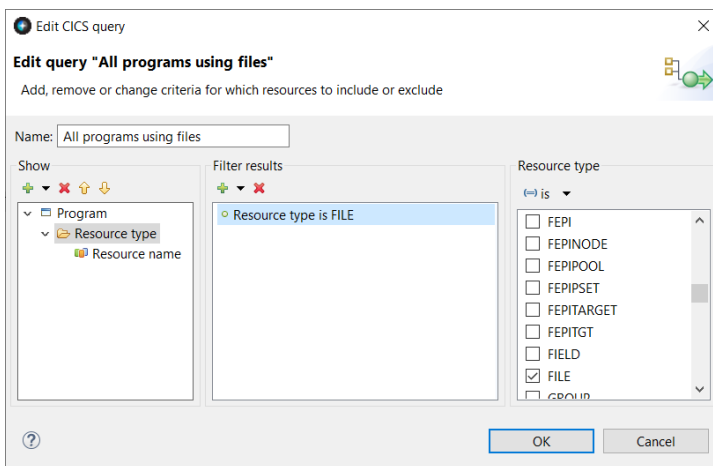 Edit CICS query
Edit query "All programs using files"
Add, remove or change criteria for which resources to include or exclude
Name: All programs using files
Show
Program
Resource type
Resource name
Filter results
Resource type is FILE
Resource type
is
FEPI
FEPINODE
FEPIPOOL
FEPIPSET
FEPITARGET
FEPITGT
FIELD
FILE
GROUP
OK
Cancel